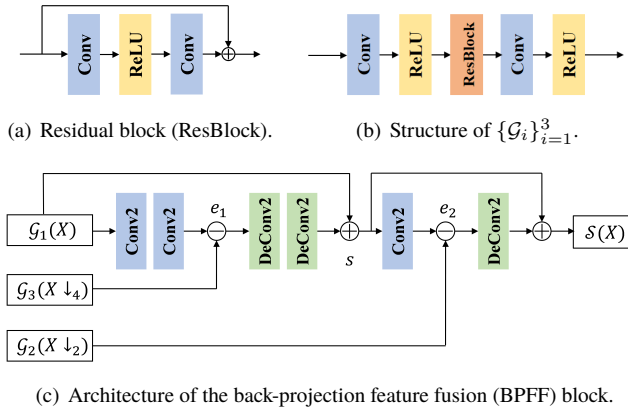 Conv
ReLU
Conv
(a) Residual block (ResBlock).
Conv
ReLU
ResBlock
Conv
ReLU
(b) Structure of {𝒢ᵢ}³ᵢ₌₁.
𝒢₁(X)
Conv2
Conv2
e₁
DeConv2
DeConv2
s
Conv2
e₂
DeConv2
𝒮(X)
𝒢₃(X ↓₄)
𝒢₂(X ↓₂)
(c) Architecture of the back-projection feature fusion (BPFF) block.